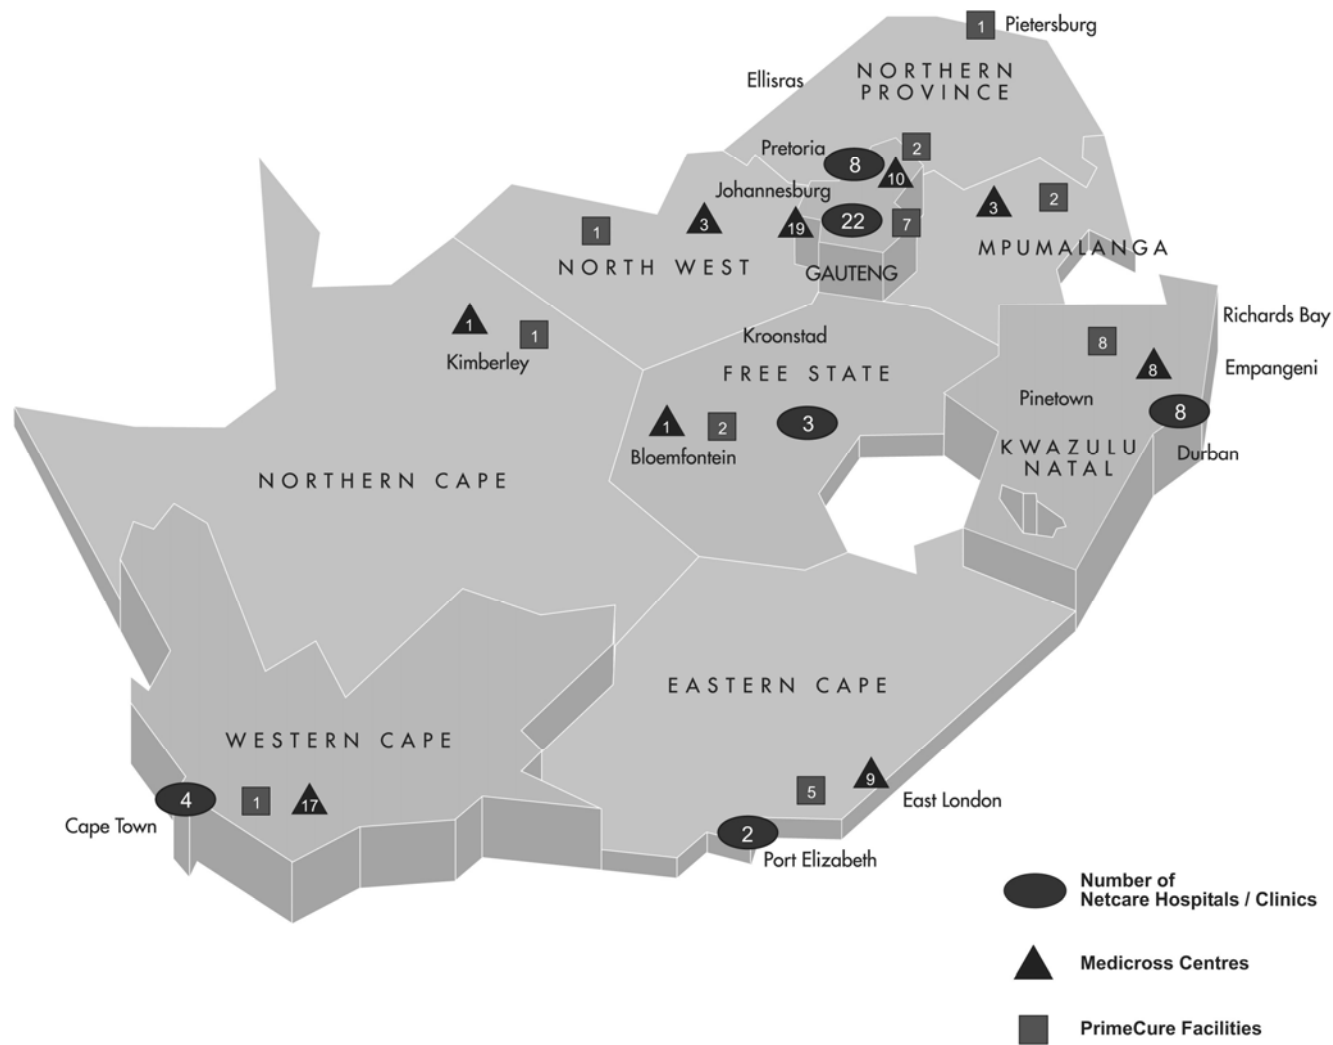 1 Pietersburg
Ellisras
NORTHERN
PROVINCE
Pretoria
8
2
10
Johannesburg
22
19
7
3
2
MPUMALANGA
1
3
NORTH WEST
GAUTENG
1
1
Kimberley
Kroonstad
FREE STATE
1
2
3
Bloemfontein
Richards Bay
8
8
Empangeni
Pinetown
8
KWAZULU
NATAL
Durban
NORTHERN CAPE
EASTERN CAPE
WESTERN CAPE
4
1
17
Cape Town
5
9
East London
2
Port Elizabeth
Number of
Netcare Hospitals / Clinics
Medicross Centres
PrimeCure Facilities